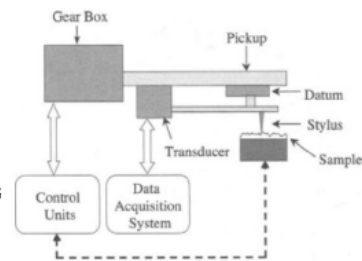 Gear Box
Pickup
Datum
Stylus
Transducer
Sample
Control
Units
Data
Acquisition
System